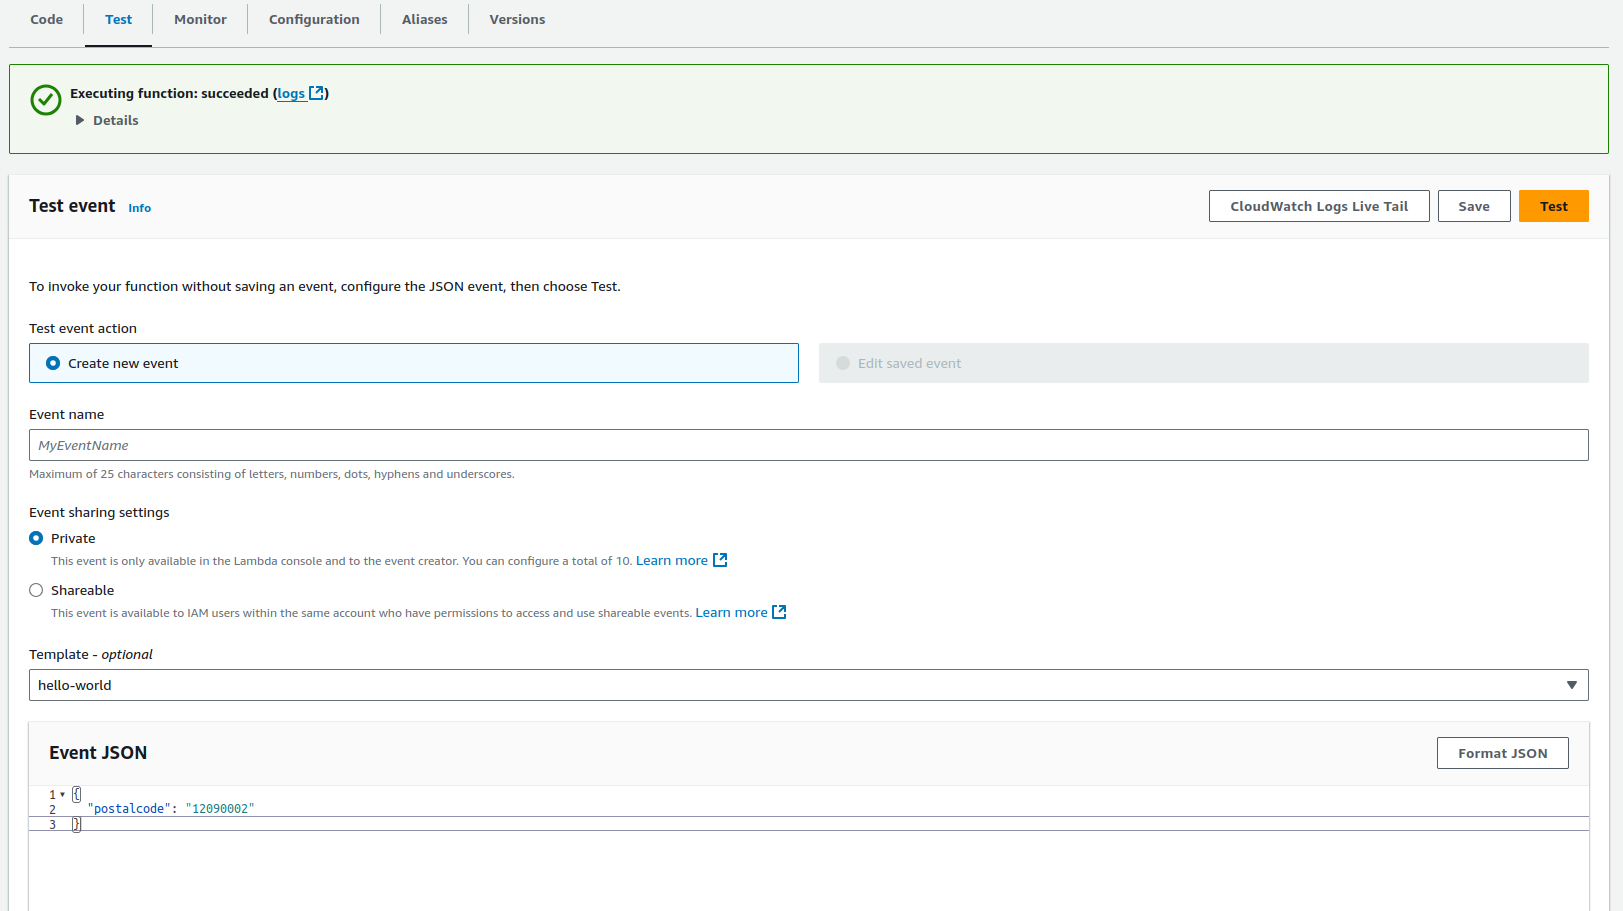 Code Test Monitor Configuration Aliases Versions
Executing function: succeeded (logs)
Details
Test event Info CloudWatch Logs Live Tail Save Test
To invoke your function without saving an event, configure the JSON event, then choose Test.
Test event action
Create new event Edit saved event
Event name
MyEventName
Maximum of 25 characters consisting of letters, numbers, dots, hyphens and underscores.
Event sharing settings
Private
This event is only available in the Lambda console and to the event creator. You can configure a total of 10. Learn more
Shareable
This event is available to IAM users within the same account who have permissions to access and use shareable events. Learn more
Template - optional
hello-world
Event JSON Format JSON
1 {
2 "postalcode": "12090002"
3 }